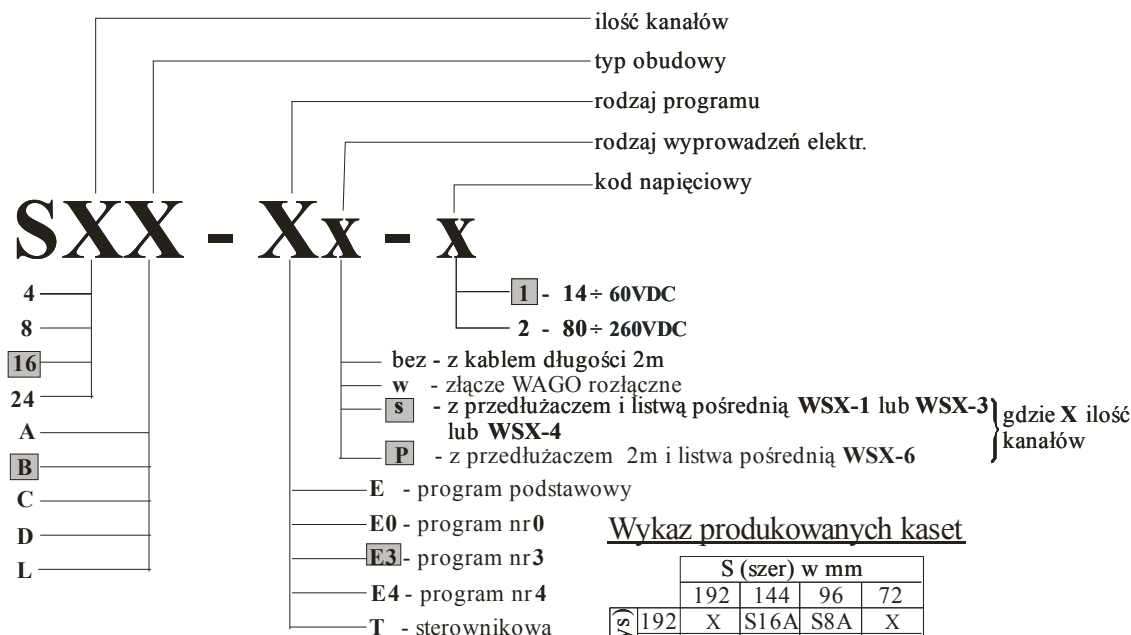 ilość kanałów
typ obudowy
rodzaj programu
rodzaj wyprowadzeń elektr.
kod napięciowy
SXX - Xx - x
1 - 14÷ 60VDC
2 - 80÷ 260VDC
4
8
16
24
A
B
C
D
L
bez - z kablem długości 2m
w - złącze WAGO rozłączne
s - z przedłużaczem i listwą pośrednią WSX-1 lub WSX-3
lub WSX-4
P - z przedłużaczem 2m i listwa pośrednią WSX-6
gdzie X ilość
kanałów
E - program podstawowy
E0 - program nr 0
E3 - program nr 3
E4 - program nr 4
T - sterownikowa
Wykaz produkowanych kaset
S (szer) w mm
192 144 96 72
192 X S16A S8A X